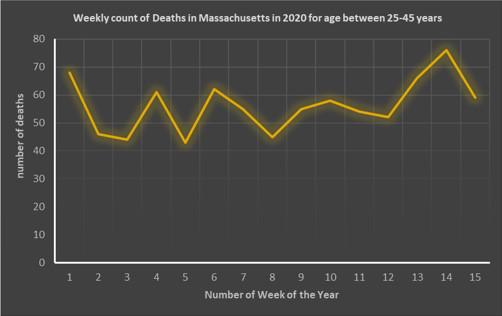 Weekly count of Deaths in Massachusetts in 2020 for age between 25-45 years
80
70
60
50
40
30
20
10
0
number of deaths
1 2 3 4 5 6 7 8 9 10 11 12 13 14 15
Number of Week of the Year